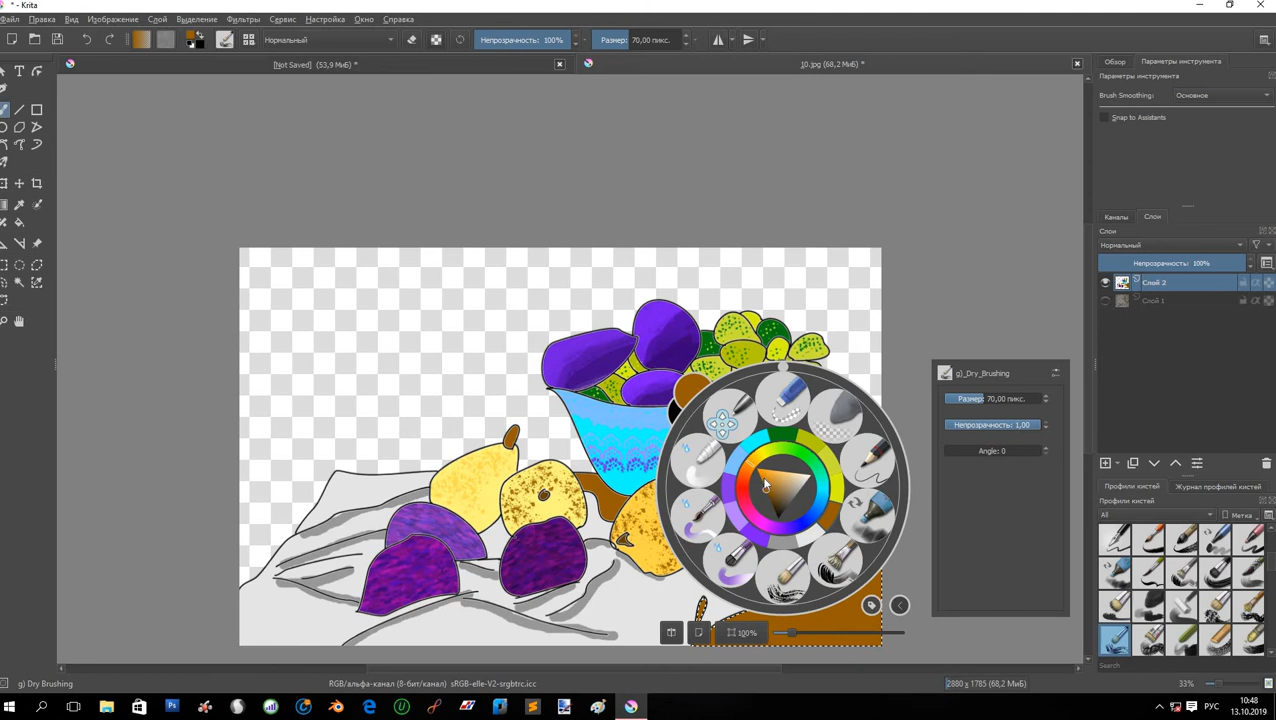 * - Krita
Файл Правка Вид Изображение Слой Выделение Фильтры Сервис Настройка Окно Справка
Нормальный Непрозрачность: 100% Размер: 70,00 пикс.
[Not Saved] (53,9 МиБ) * 10.jpg (68,2 МиБ) *
Обзор Параметры инструмента
Параметры инструмента
Brush Smoothing: Основное
Snap to Assistants
Каналы Слои
Слои
Нормальный
Непрозрачность: 100%
Слой 2
Слой 1
g)_Dry_Brushing
Размер: 70,00 пикс.
Непрозрачность: 1,00
Angle: 0
Профили кистей Журнал профилей кистей
Профили кистей
All Метка
100%
Search
g) Dry Brushing RGB/альфа-канал (8-бит/канал) sRGB-elle-V2-srgbtrc.icc 2880 x 1785 (68,2 МиБ) 33%
РУС
10:48
13.10.2019